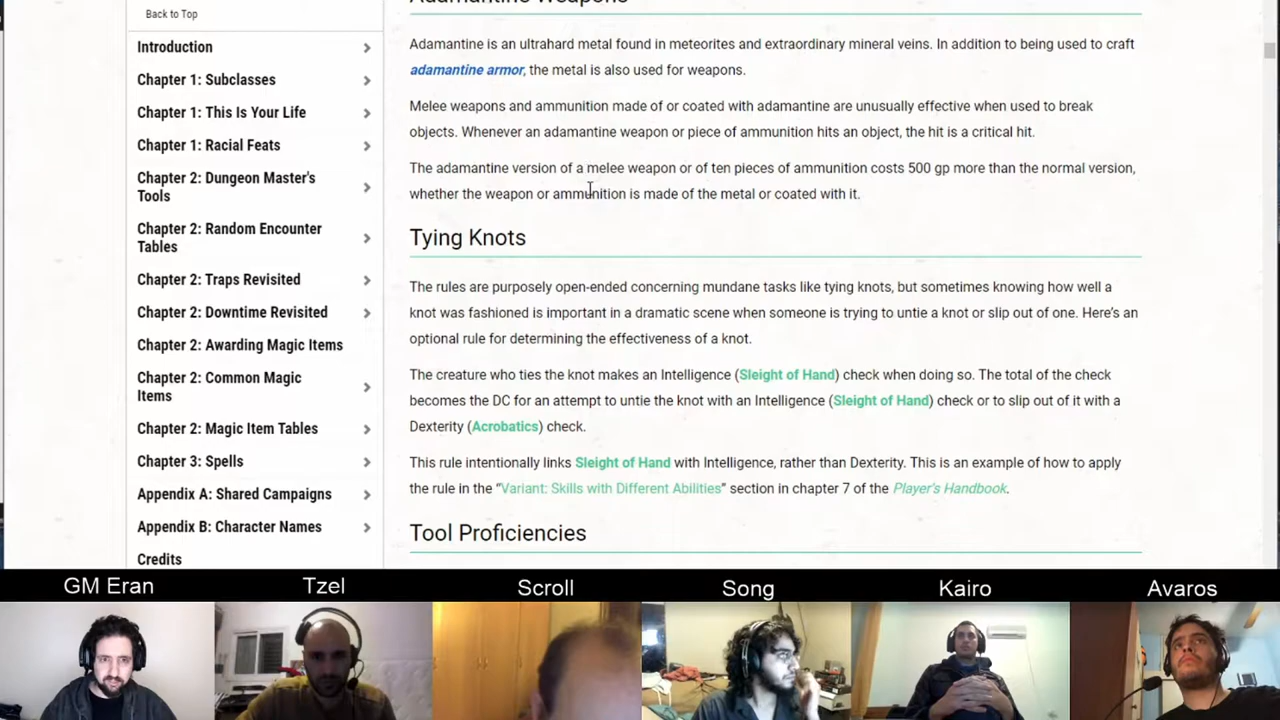 Back to Top
Introduction
Chapter 1: Subclasses
Chapter 1: This Is Your Life
Chapter 1: Racial Feats
Chapter 2: Dungeon Master's
Tools
Chapter 2: Random Encounter
Tables
Chapter 2: Traps Revisited
Chapter 2: Downtime Revisited
Chapter 2: Awarding Magic Items
Chapter 2: Common Magic
Items
Chapter 2: Magic Item Tables
Chapter 3: Spells
Appendix A: Shared Campaigns
Appendix B: Character Names
Credits
Adamantine Weapons
Adamantine is an ultrahard metal found in meteorites and extraordinary mineral veins. In addition to being used to craft
adamantine armor, the metal is also used for weapons.
Melee weapons and ammunition made of or coated with adamantine are unusually effective when used to break
objects. Whenever an adamantine weapon or piece of ammunition hits an object, the hit is a critical hit.
The adamantine version of a melee weapon or of ten pieces of ammunition costs 500 gp more than the normal version,
whether the weapon or ammunition is made of the metal or coated with it.
Tying Knots
The rules are purposely open-ended concerning mundane tasks like tying knots, but sometimes knowing how well a
knot was fashioned is important in a dramatic scene when someone is trying to untie a knot or slip out of one. Here's an
optional rule for determining the effectiveness of a knot.
The creature who ties the knot makes an Intelligence (Sleight of Hand) check when doing so. The total of the check
becomes the DC for an attempt to untie the knot with an Intelligence (Sleight of Hand) check or to slip out of it with a
Dexterity (Acrobatics) check.
This rule intentionally links Sleight of Hand with Intelligence, rather than Dexterity. This is an example of how to apply
the rule in the “Variant: Skills with Different Abilities” section in chapter 7 of the Player's Handbook.
Tool Proficiencies
GM Eran
Tzel
Scroll
Song
Kairo
Avaros